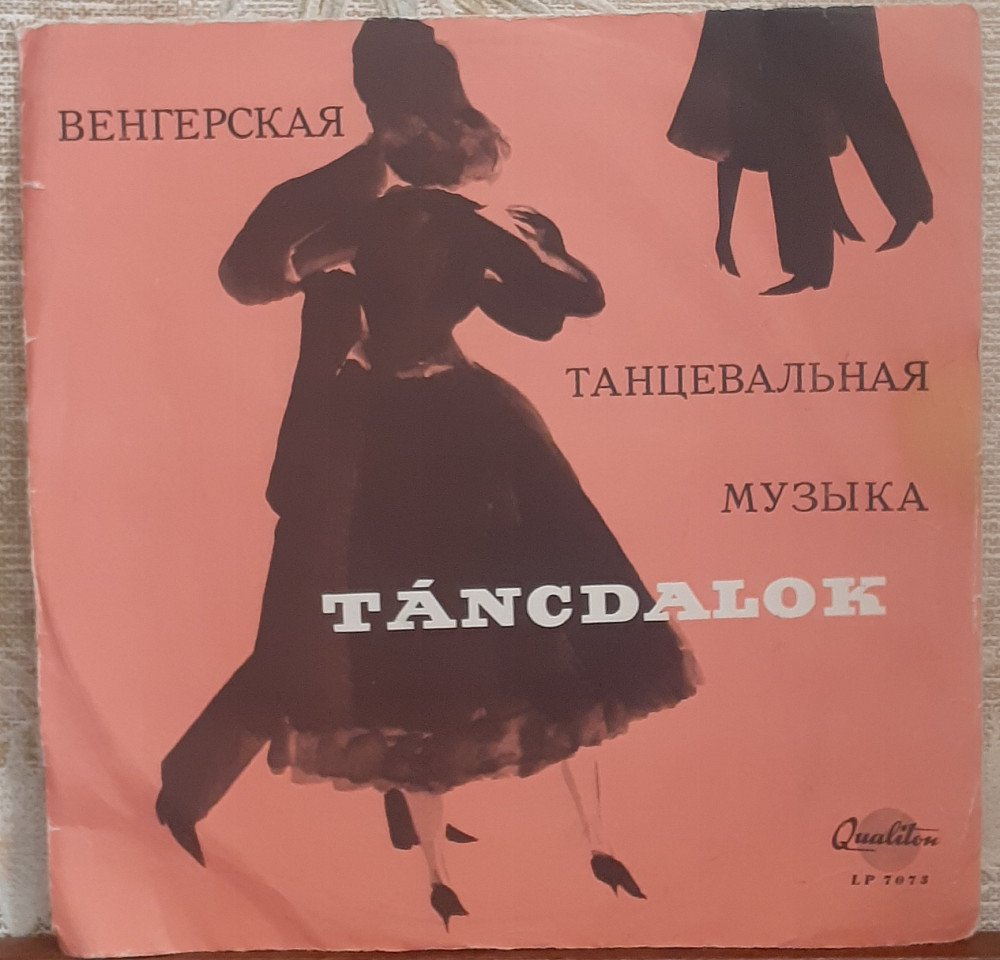 ВЕНГЕРСКАЯ
ТАНЦЕВАЛЬНАЯ
МУЗЫКА
TÁNCDALOK
Qualiton
LP 7073